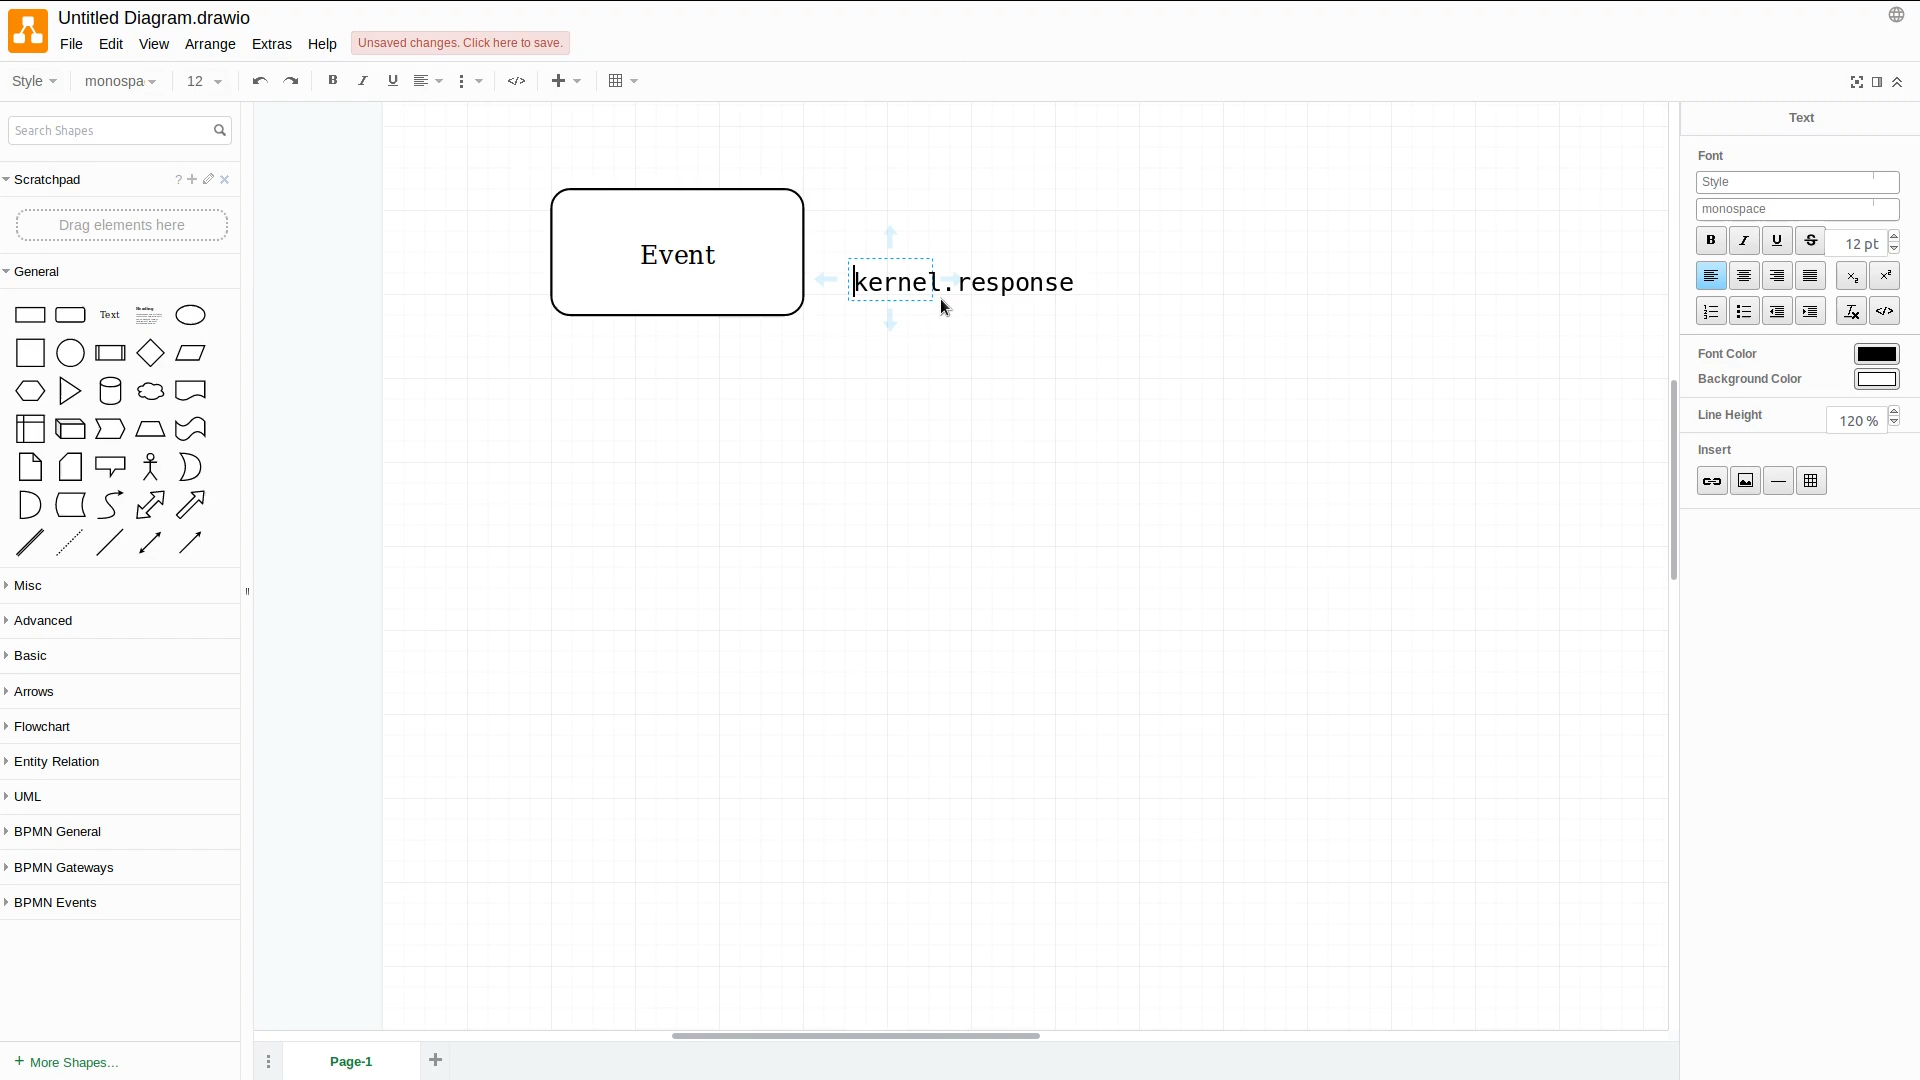 Untitled Diagram.drawio
File Edit View Arrange Extras Help Unsaved changes. Click here to save.
Style monospa 12 B I U </>
Search Shapes
Scratchpad ?
Drag elements here
General
Text Heading
Misc
Advanced
Basic
Arrows
Flowchart
Entity Relation
UML
BPMN General
BPMN Gateways
BPMN Events
+ More Shapes...
Event
kernel.response
Page-1
Text
Font
Style
monospace
B I U S 12 pt
</>
Font Color
Background Color
Line Height 120 %
Insert